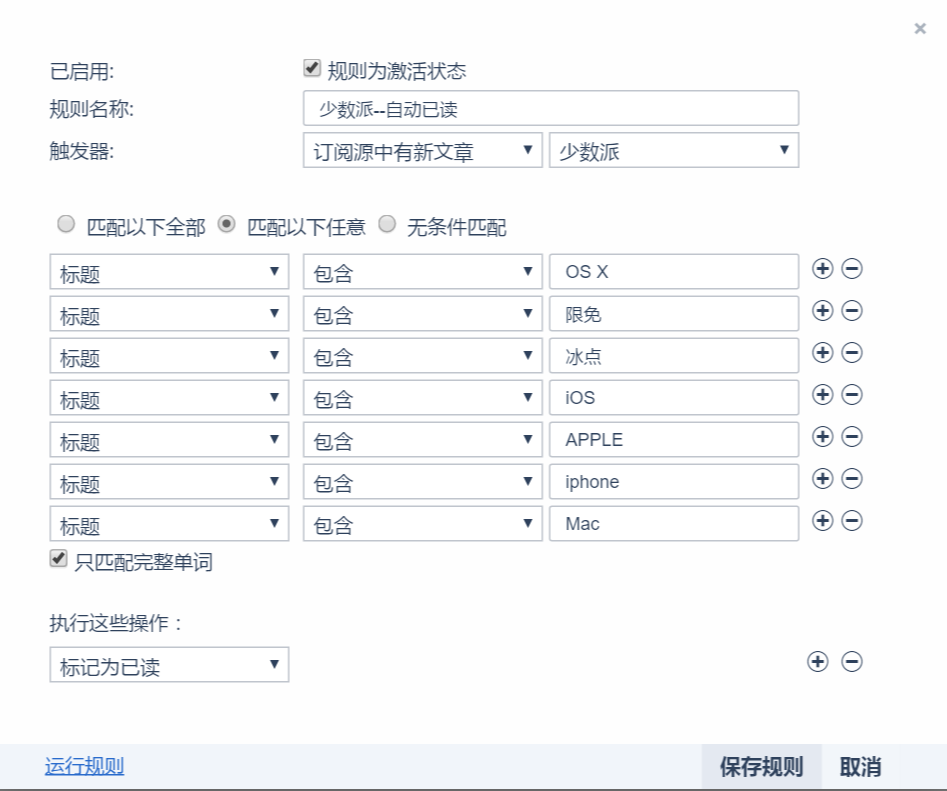 已启用: 规则为激活状态
规则名称: 少数派--自动已读
触发器: 订阅源中有新文章 少数派
匹配以下全部 匹配以下任意 无条件匹配
标题 包含 OS X
标题 包含 限免
标题 包含 冰点
标题 包含 iOS
标题 包含 APPLE
标题 包含 iphone
标题 包含 Mac
只匹配完整单词
执行这些操作：
标记为已读
运行规则 保存规则 取消